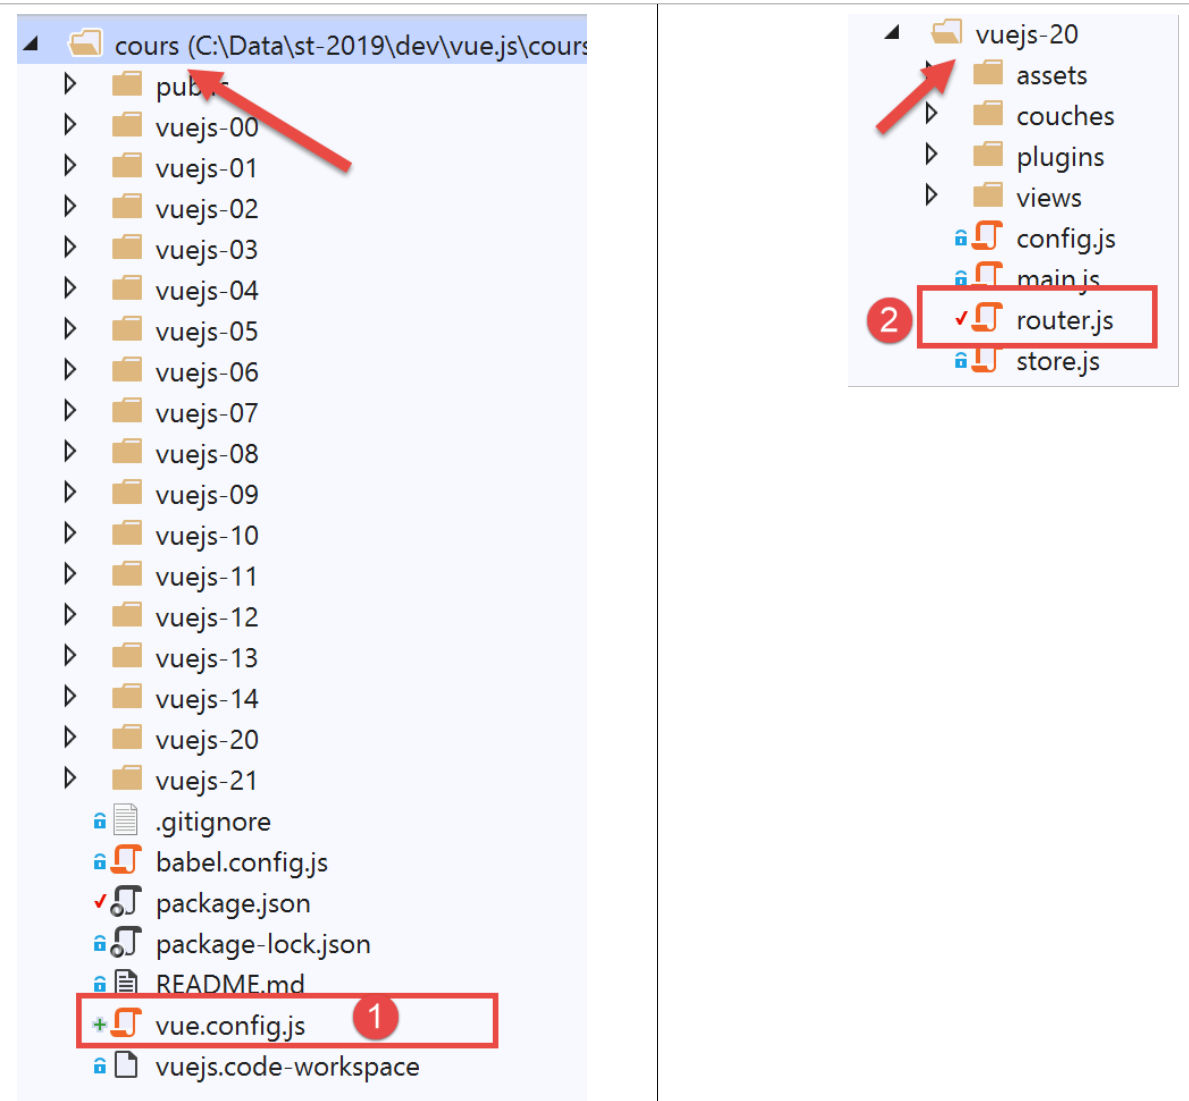 cours (C:\Data\st-2019\dev\vue.js\cours
public
vuejs-00
vuejs-01
vuejs-02
vuejs-03
vuejs-04
vuejs-05
vuejs-06
vuejs-07
vuejs-08
vuejs-09
vuejs-10
vuejs-11
vuejs-12
vuejs-13
vuejs-14
vuejs-20
vuejs-21
.gitignore
babel.config.js
package.json
package-lock.json
README.md
vue.config.js 1
vuejs.code-workspace
vuejs-20
assets
couches
plugins
views
config.js
main.js
2 router.js
store.js